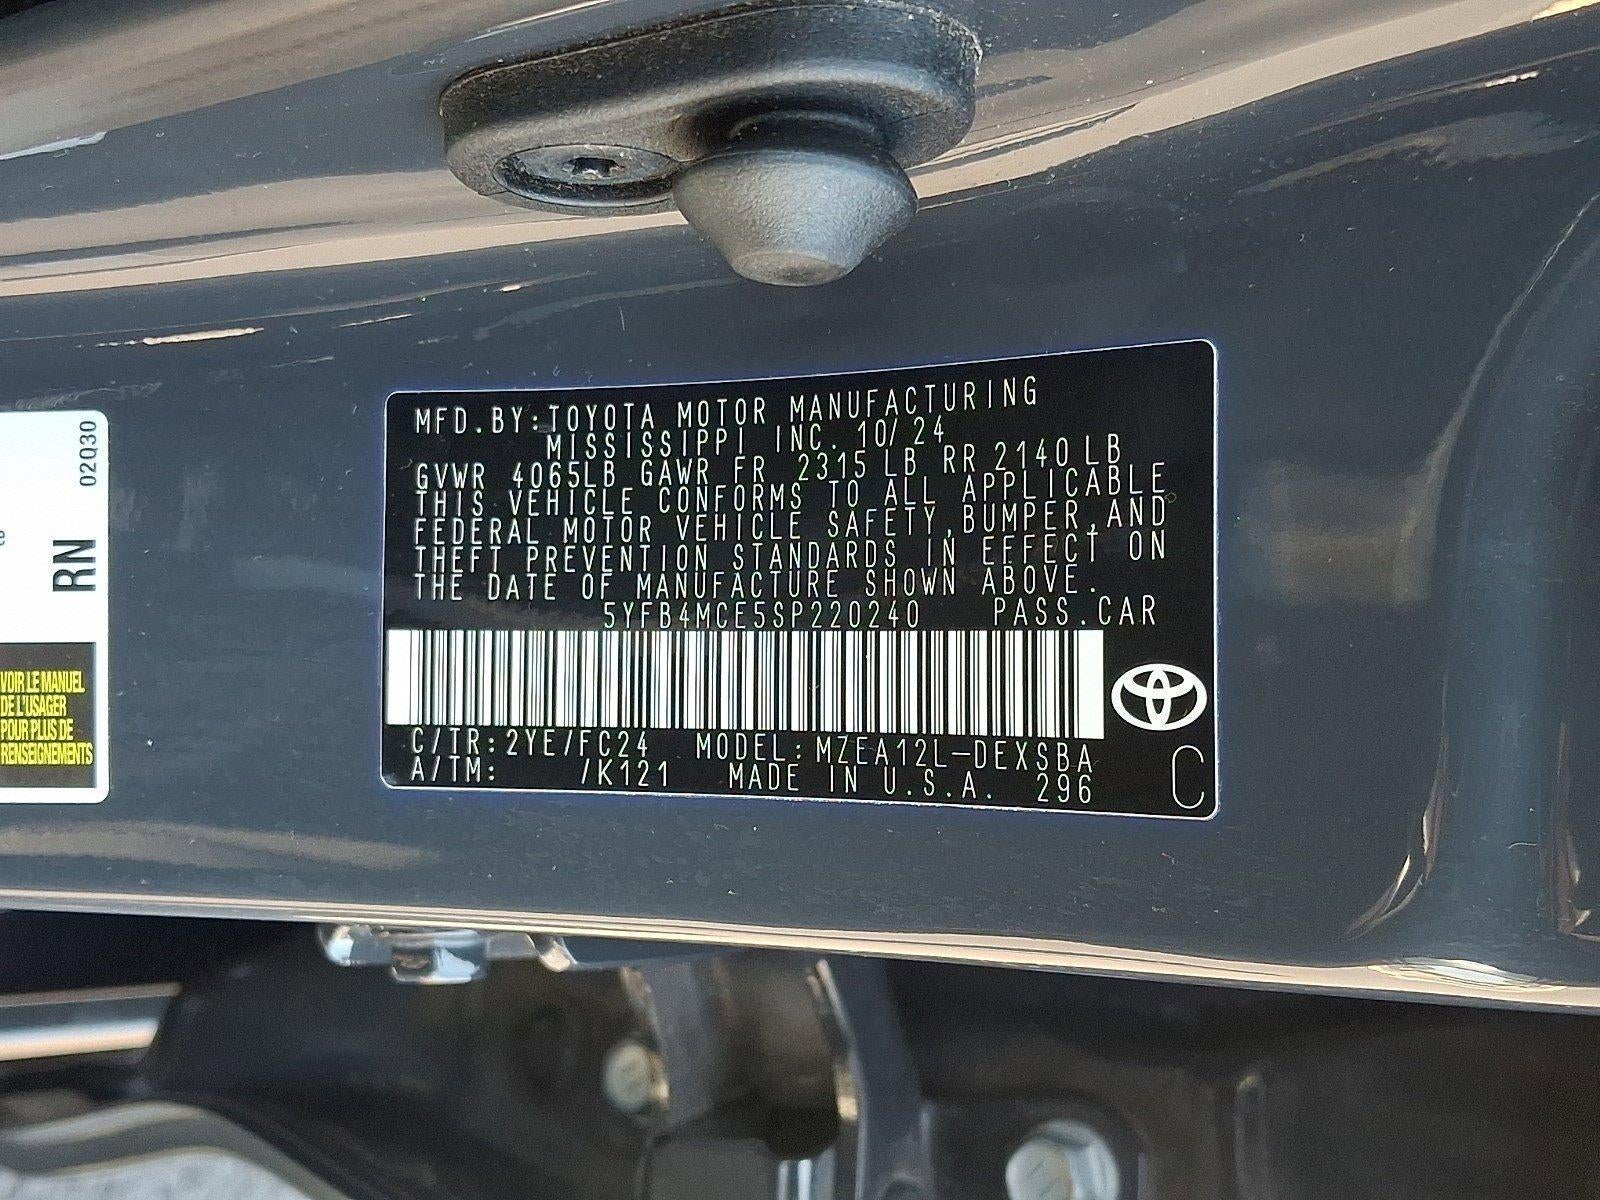 MFD.BY:TOYOTA MOTOR MANUFACTURING
MISSISSIPPI INC. 10/24
GVWR 4065LB GAWR FR 2315 LB RR 2140 LB
THIS VEHICLE CONFORMS TO ALL APPLICABLE
FEDERAL MOTOR VEHICLE SAFETY,BUMPER,AND
THEFT PREVENTION STANDARDS IN EFFECT ON
THE DATE OF MANUFACTURE SHOWN ABOVE.
5YFB4MCE5SP220240 PASS.CAR
C/TR:2YE/FC24 MODEL:MZEA12L-DEXSBA
A/TM: /K121 MADE IN U.S.A. 296
C
02Q30
RN
VOIR LE MANUEL
DE L'USAGER
POUR PLUS DE
RENSEIGNEMENTS